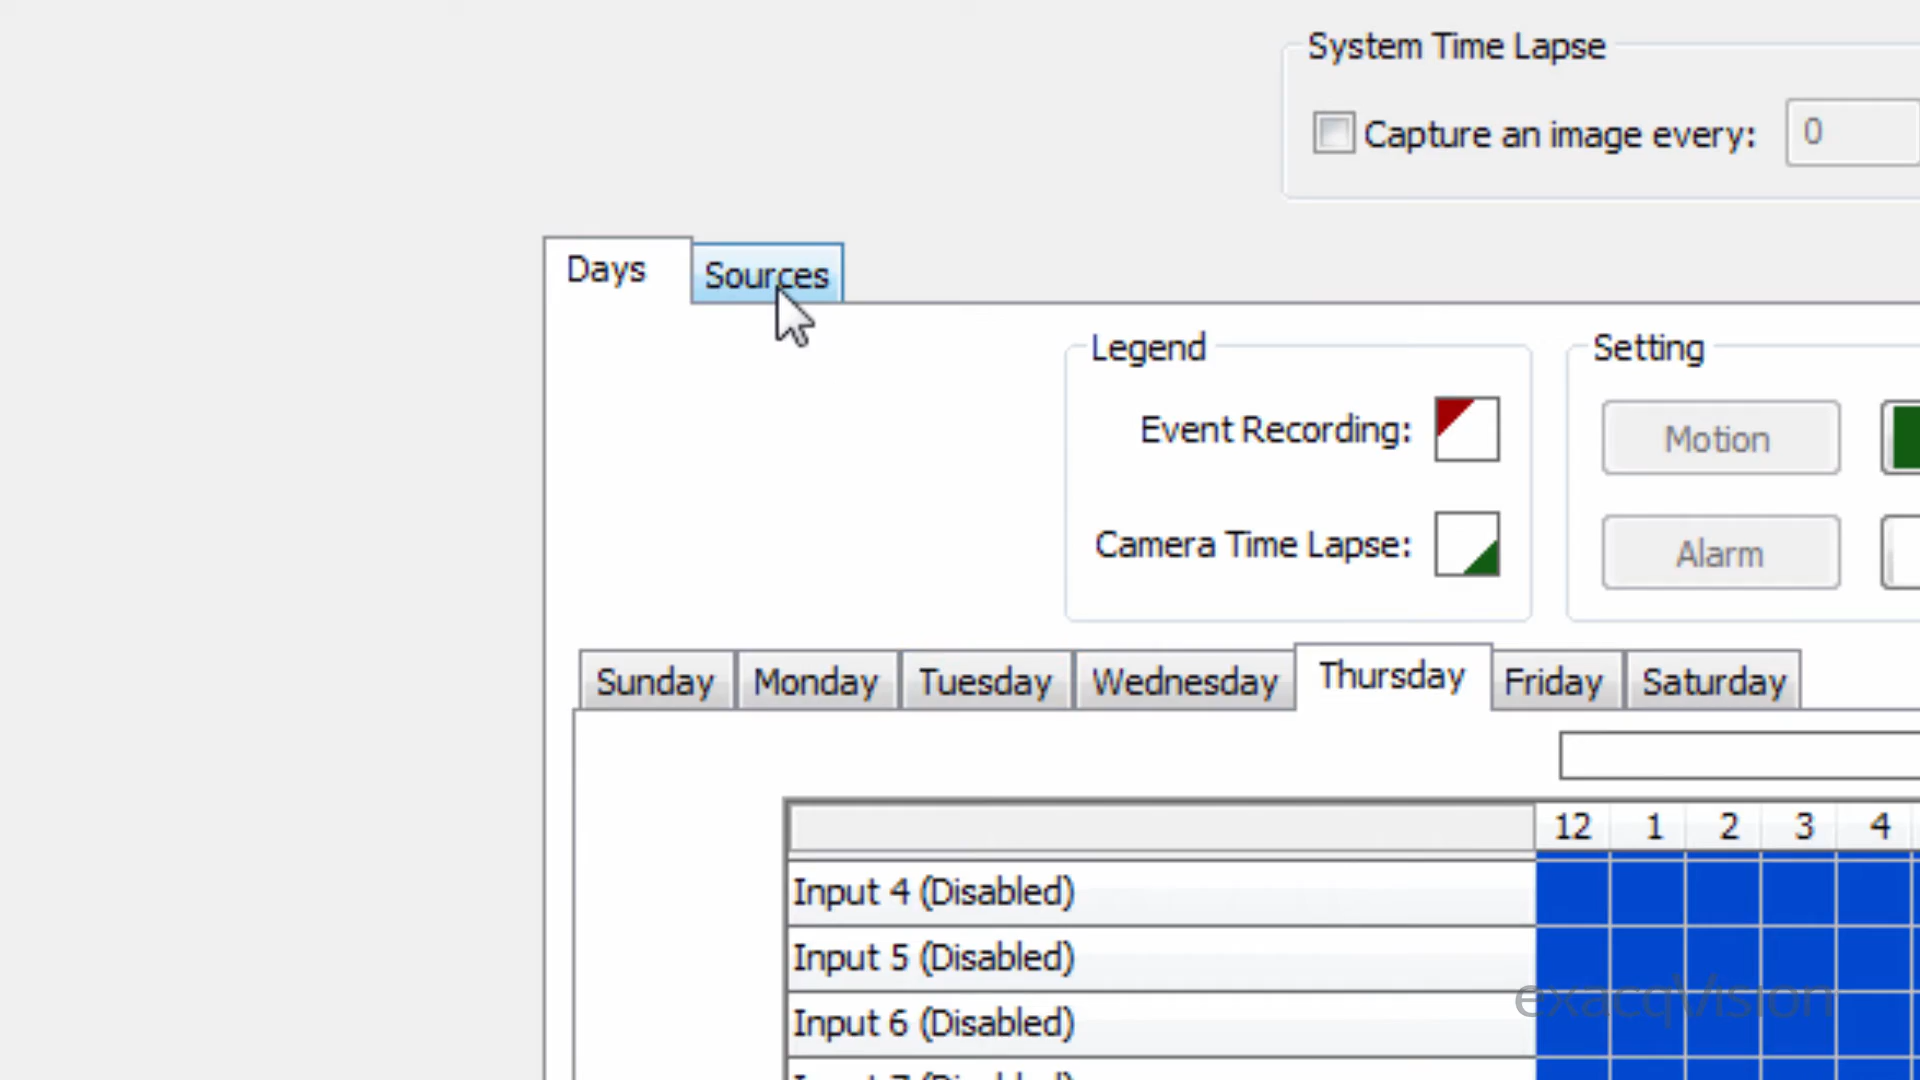 System Time Lapse
Capture an image every: 0
Days Sources
Legend Setting
Event Recording: Motion
Camera Time Lapse: Alarm
Sunday Monday Tuesday Wednesday Thursday Friday Saturday
12 1 2 3 4
Input 4 (Disabled)
Input 5 (Disabled)
exacqVision
Input 6 (Disabled)